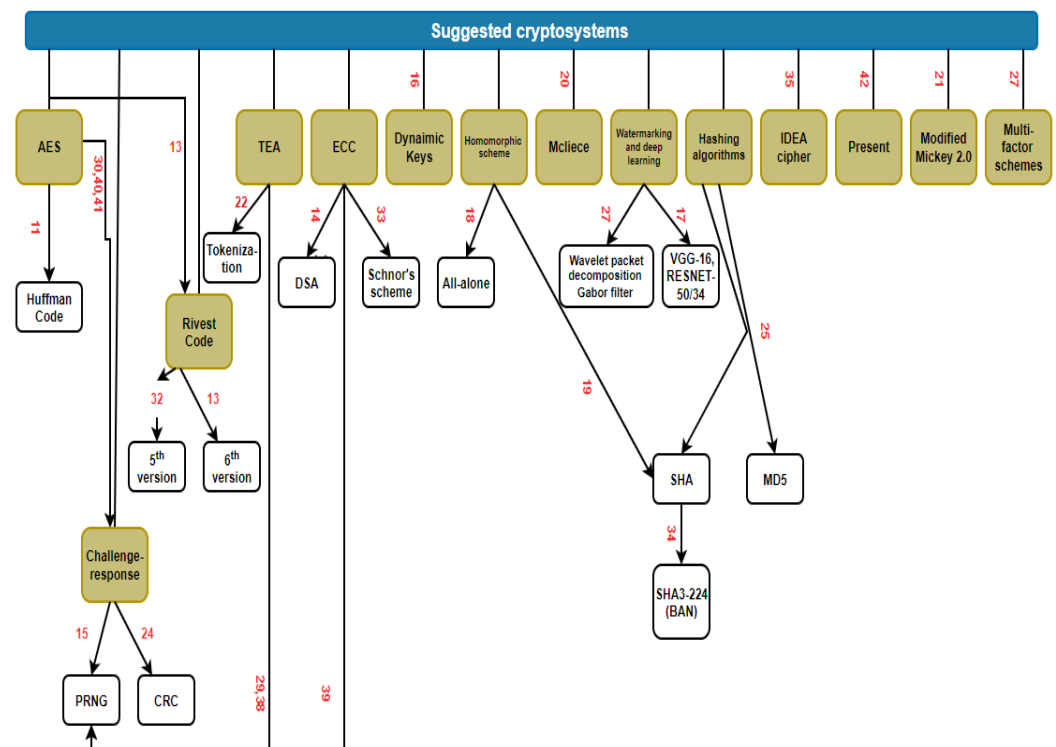 Suggested cryptosystems
16
20
35
42
21
27
AES
13
TEA
ECC
Dynaimic
Keys
Homomorphic
scheme
Mcliece
Watermarking
and deep
learning
Hashing
algorithms
IDEA
cipher
Present
Modified
Mickey 2.0
Multi-
factor
schemes
30,40,41
11
22
14
33
18
27
17
Huffman
Code
Tokeniza-
tion
DSA
Schnor's
scheme
All-alone
Wavelet packet
decomposition
Gabor filter
VGG-16,
RESNET-
50/34
Rivest
Code
25
19
32
13
5th
version
6th
version
SHA
MD5
34
Challenge-
response
SHA3-224
(BAN)
15
24
29,38
39
PRNG
CRC